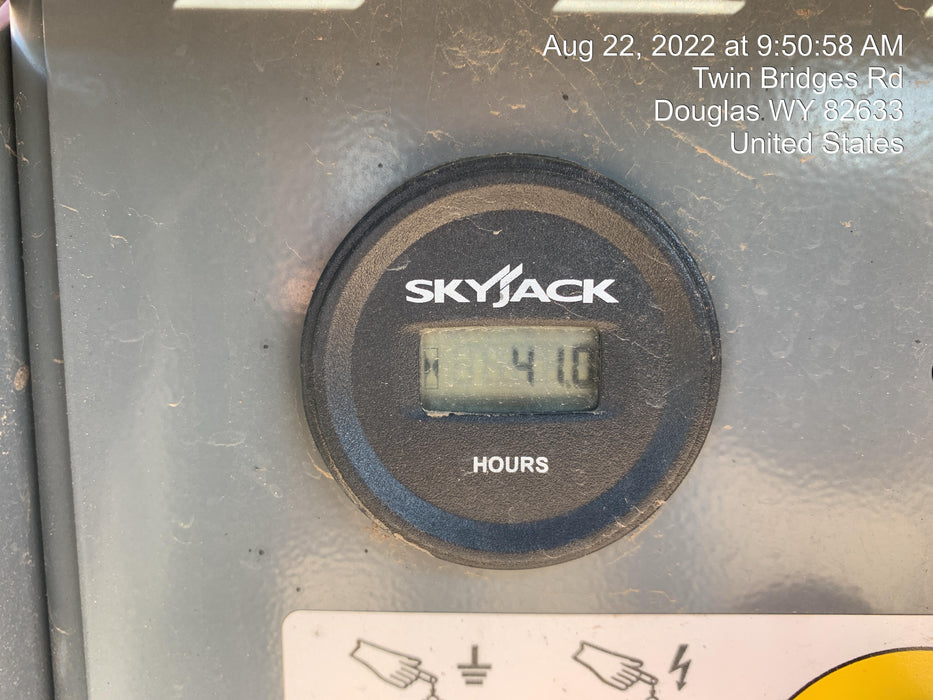 Aug 22, 2022 at 9:50:58 AM
Twin Bridges Rd
Douglas WY 82633
United States
SKYJACK
41.0
HOURS